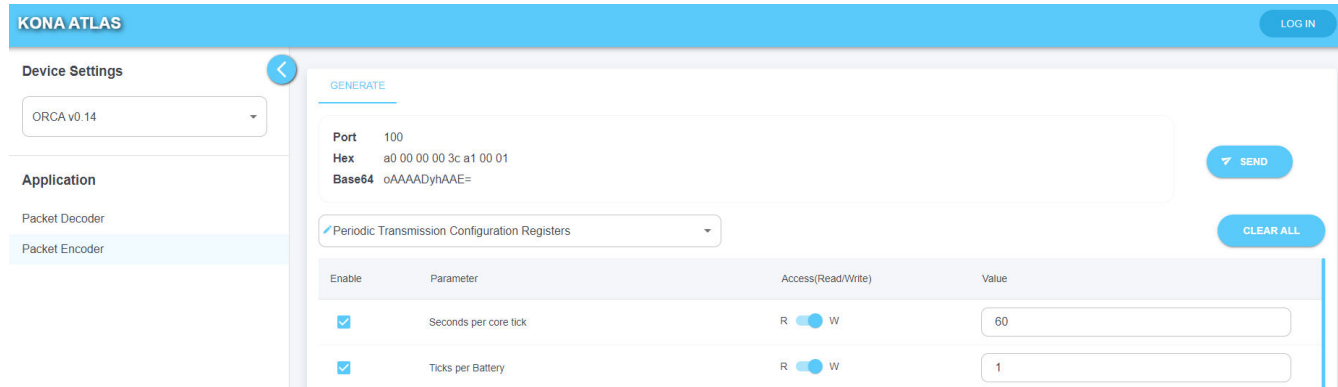 KONA ATLAS
LOG IN
Device Settings
ORCA v0.14
Application
Packet Decoder
Packet Encoder
GENERATE
Port 100
Hex a0 00 00 00 3c a1 00 01
Base64 oAAAADyhAAE=
SEND
Periodic Transmission Configuration Registers
CLEAR ALL
Enable Parameter Access(Read/Write) Value
Seconds per core tick R W 60
Ticks per Battery R W 1